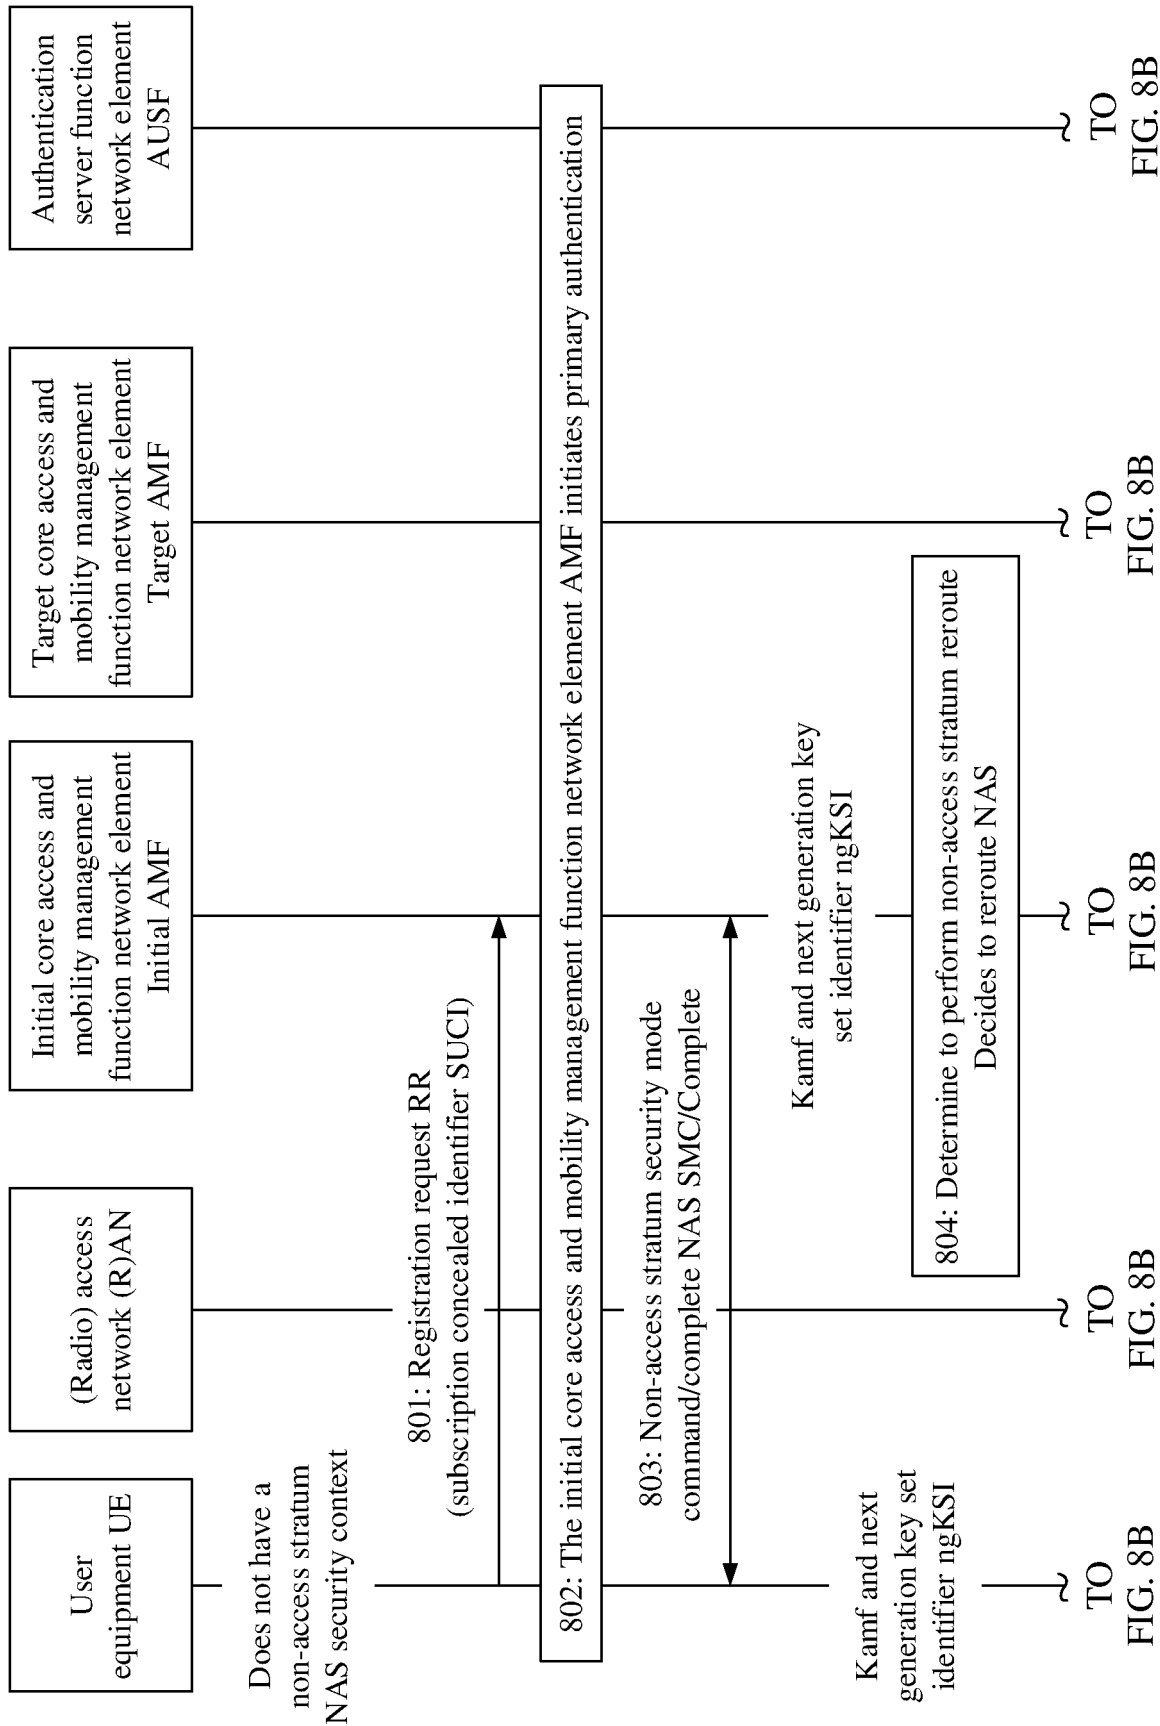 User
equipment UE
(Radio) access
network (R)AN
Initial core access and
mobility management
function network element
Initial AMF
Target core access and
mobility management
function network element
Target AMF
Authentication
server function
network element
AUSF
Does not have a
non-access stratum
NAS security context
801: Registration request RR
(subscription concealed identifier SUCI)
802: The initial core access and mobility management function network element AMF initiates primary authentication
803: Non-access stratum security mode
command/complete NAS SMC/Complete
Kamf and next generation key
set identifier ngKSI
Kamf and next
generation key set
identifier ngKSI
804: Determine to perform non-access stratum reroute
Decides to reroute NAS
TO
FIG. 8B
TO
FIG. 8B
TO
FIG. 8B
TO
FIG. 8B
TO
FIG. 8B